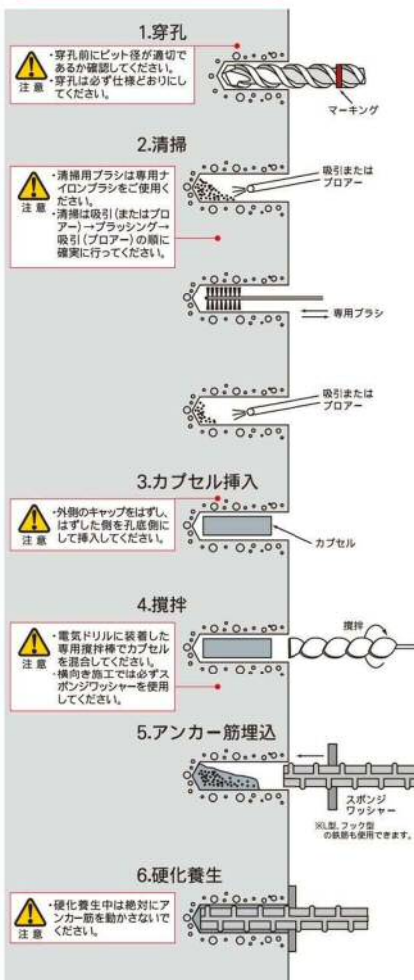 1.穿孔
注意
・穿孔前にビット径が適切で
あるか確認してください。
・穿孔は必ず仕様どおりにし
てください。
マーキング
2.清掃
注意
・清掃用ブラシは専用ナ
イロンブラシをご使用く
ださい。
・清掃は吸引(またはブロ
アー)→ブラッシング→
吸引(ブロアー)の順に
確実に行ってください。
吸引または
ブロアー
専用ブラシ
吸引または
ブロアー
3.カプセル挿入
注意
・外側のキャップをはずし、
はずした側を孔底側に
して挿入してください。
カプセル
4.攪拌
注意
・電気ドリルに装着した
専用攪拌棒でカプセル
を混合してください。
・横向き施工では必ずス
ポンジワッシャーを使用
してください。
攪拌
5.アンカー筋埋込
スポンジ
ワッシャー
※L型、フック型
の鉄筋も使用できます。
6.硬化養生
注意
・硬化養生中は絶対にア
ンカー筋を動かさないで
ください。